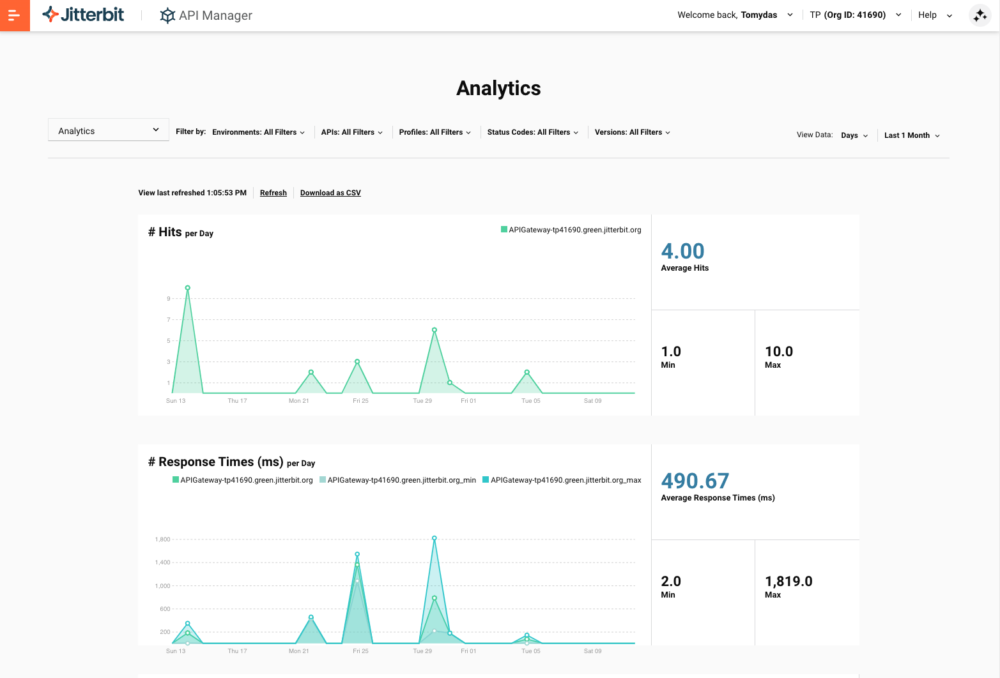 Jitterbit
API Manager
Welcome back, Tomydas
TP (Org ID: 41690)
Help
Analytics
Analytics
Filter by:
Environments: All Filters
APIs: All Filters
Profiles: All Filters
Status Codes: All Filters
Versions: All Filters
View Data:
Days
Last 1 Month
View last refreshed 1:05:53 PM
Refresh
Download as CSV
# Hits per Day
APIGateway-tp41690.green.jitterbit.org
9
7
5
3
1
Sun 13
Thu 17
Mon 21
Fri 25
Tue 29
Fri 01
Tue 05
Sat 09
4.00
Average Hits
1.0
Min
10.0
Max
# Response Times (ms) per Day
APIGateway-tp41690.green.jitterbit.org
APIGateway-tp41690.green.jitterbit.org_min
APIGateway-tp41690.green.jitterbit.org_max
1,800
1,400
1,000
600
200
Sun 13
Thu 17
Mon 21
Fri 25
Tue 29
Fri 01
Tue 05
Sat 09
490.67
Average Response Times (ms)
2.0
Min
1,819.0
Max